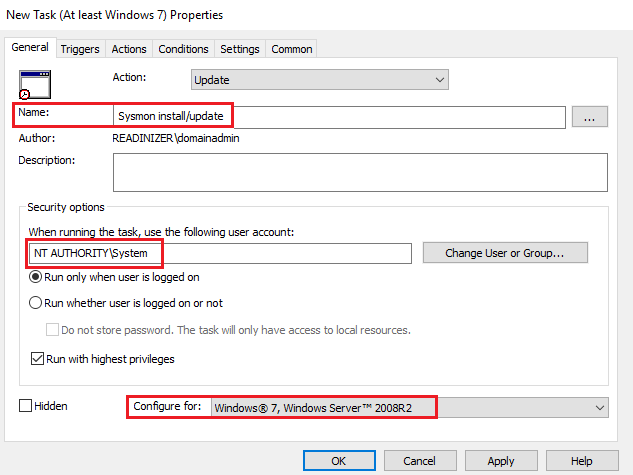 New Task (At least Windows 7) Properties
General Triggers Actions Conditions Settings Common
Action: Update
Name: Sysmon install/update ...
Author: READINIZER\domainadmin
Description:
Security options
When running the task, use the following user account:
NT AUTHORITY\System Change User or Group...
Run only when user is logged on
Run whether user is logged on or not
Do not store password. The task will only have access to local resources.
Run with highest privileges
Hidden Configure for: Windows® 7, Windows Server™ 2008R2
OK Cancel Apply Help